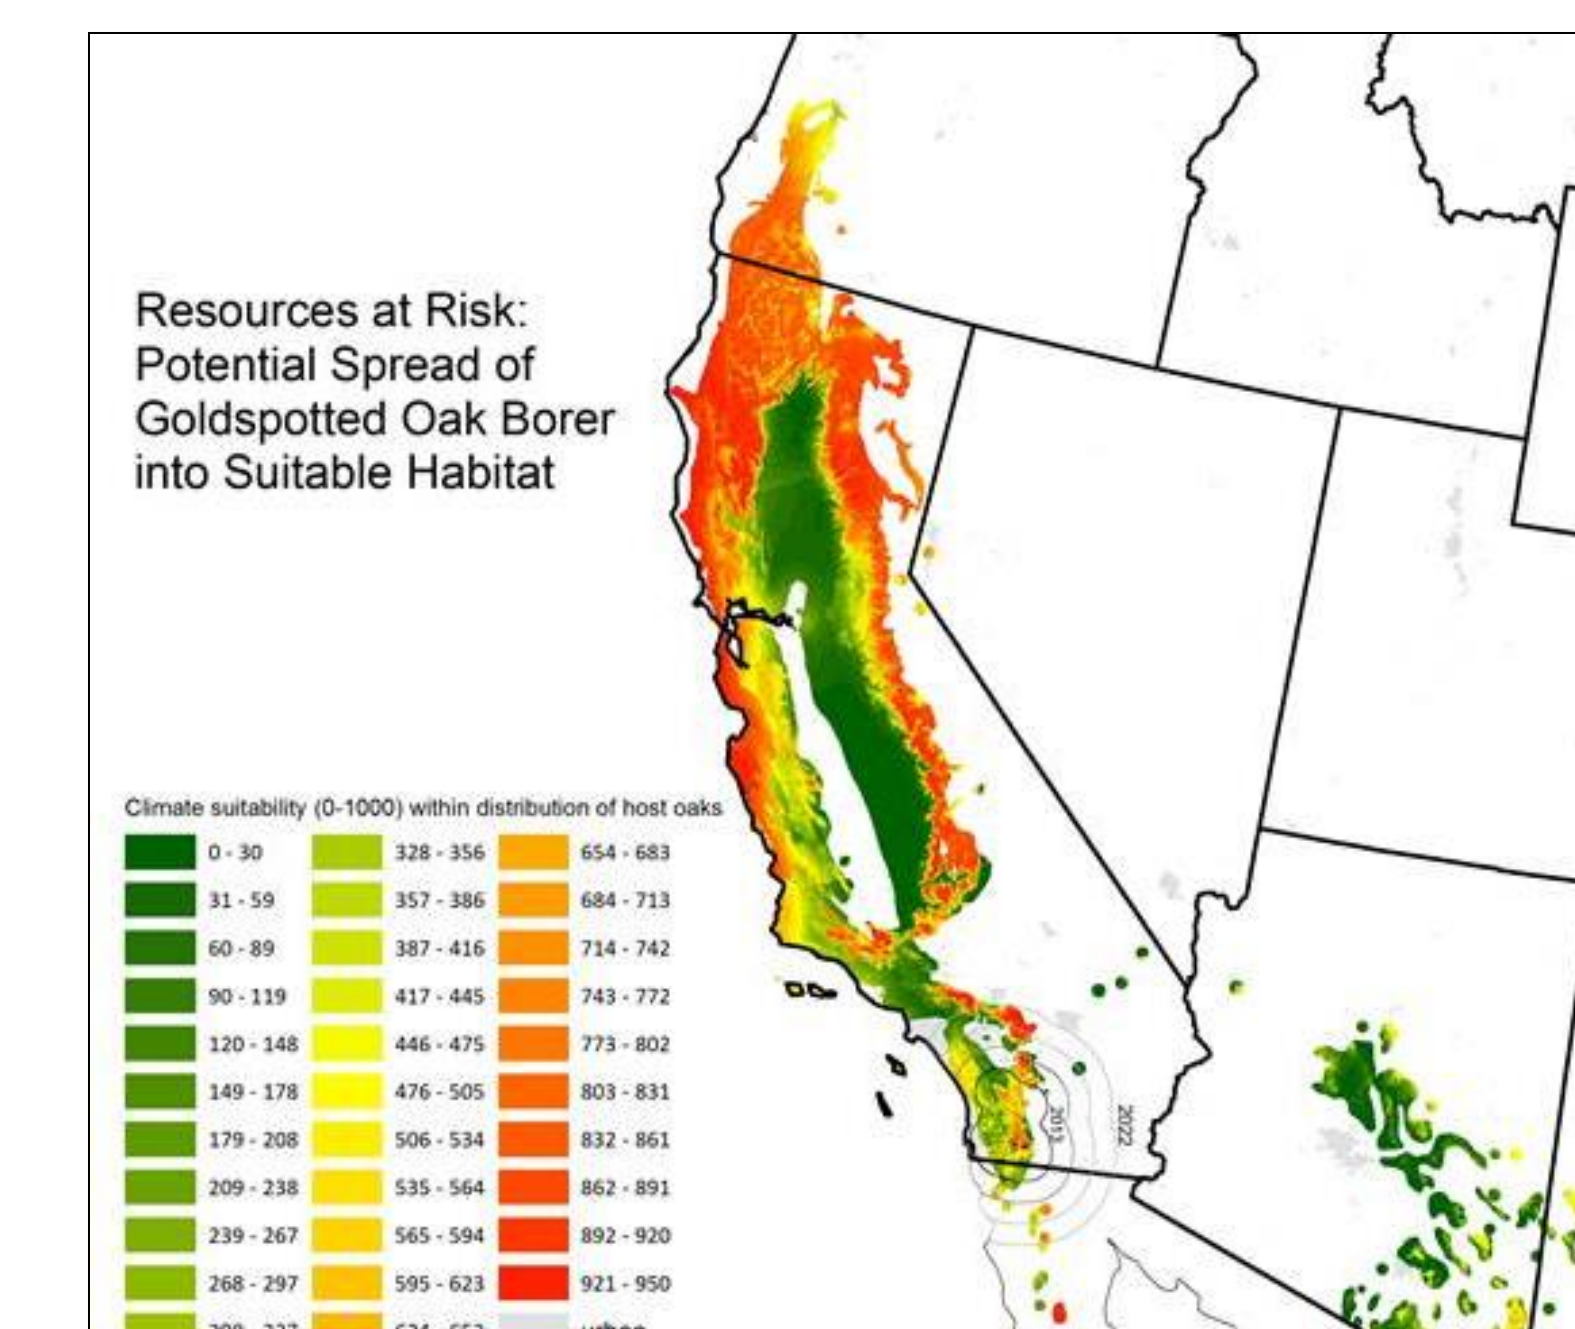 Resources at Risk:
Potential Spread of
Goldspotted Oak Borer
into Suitable Habitat
Climate suitability (0-1000) within distribution of host oaks
0 - 30 328 - 356 654 - 683
31 - 59 357 - 386 684 - 713
60 - 89 387 - 416 714 - 742
90 - 119 417 - 445 743 - 772
120 - 148 446 - 475 773 - 802
149 - 178 476 - 505 803 - 831
179 - 208 506 - 534 832 - 861
209 - 238 535 - 564 862 - 891
239 - 267 565 - 594 892 - 920
268 - 297 595 - 623 921 - 950
2022